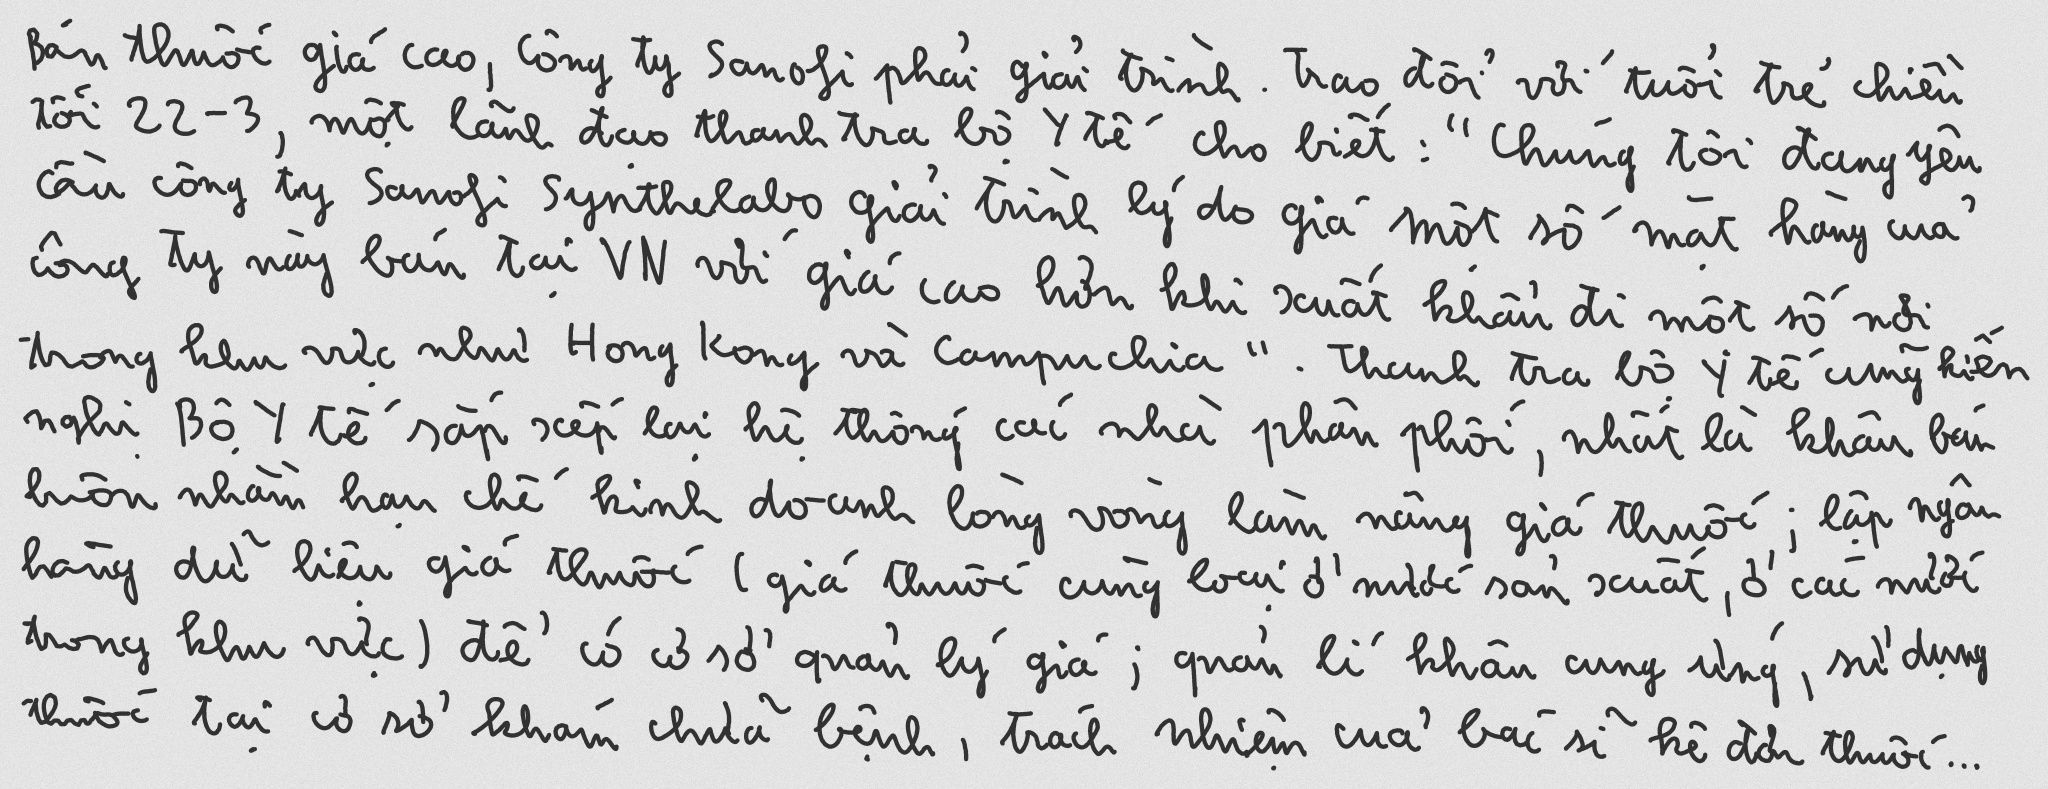 Bán thuốc giá cao, Công ty Sanofi phải giải trình. Trao đổi với tuổi trẻ chiều
tối 22-3, một lãnh đạo thanh tra bộ Y tế cho biết : "Chúng tôi đang yêu
cầu công ty Sanofi Synthelabo giải trình lý do giá một số mặt hàng của
công ty này bán tại VN với giá cao hơn khi xuất khẩu đi một số nơi
trong khu vực như Hong Kong và Campuchia". Thanh tra bộ Y tế cũng kiến
nghị Bộ Y tế sắp xếp lại hệ thống các nhà phân phối, nhất là khâu bán
buôn nhằm hạn chế kinh doanh lòng vòng làm nâng giá thuốc; lập ngân
hàng dữ liệu giá thuốc (giá thuốc cùng loại ở nước sản xuất, ở các nước
trong khu vực) để có cơ sở quản lý giá; quản lí khâu cung ứng, sử dụng
thuốc tại cơ sở khám chữa bệnh, trách nhiệm của bác sĩ kê đơn thuốc...